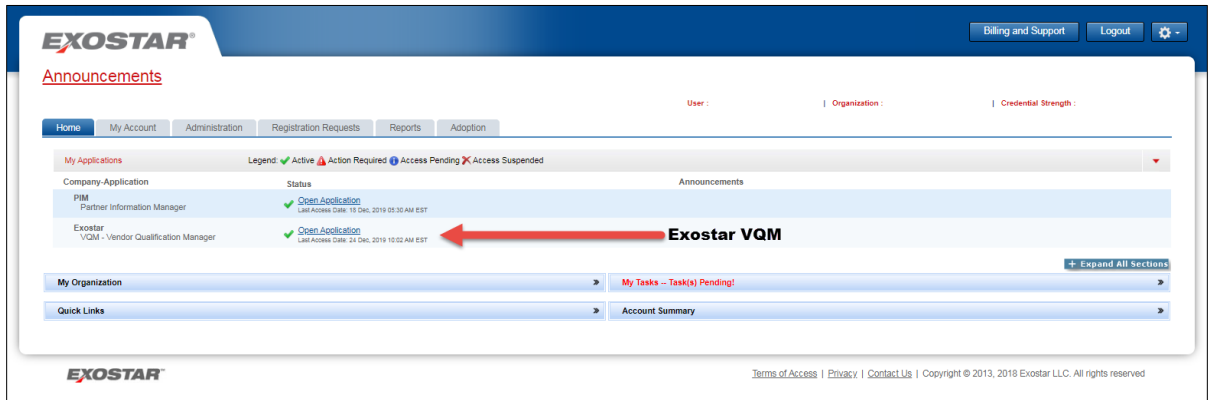 EXOSTAR®
Billing and Support
Logout
Announcements
User :
| Organization :
| Credential Strength :
Home
My Account
Administration
Registration Requests
Reports
Adoption
My Applications
Legend: Active Action Required Access Pending Access Suspended
Company-Application
Status
Announcements
PIM
Partner Information Manager
Open Application
Last Access Date: 18 Dec, 2019 05:30 AM EST
Exostar
VQM - Vendor Qualification Manager
Open Application
Last Access Date: 24 Dec, 2019 10:02 AM EST
Exostar VQM
+ Expand All Sections
My Organization
My Tasks -- Task(s) Pending!
Quick Links
Account Summary
EXOSTAR
Terms of Access | Privacy | Contact Us | Copyright © 2013, 2018 Exostar LLC. All rights reserved